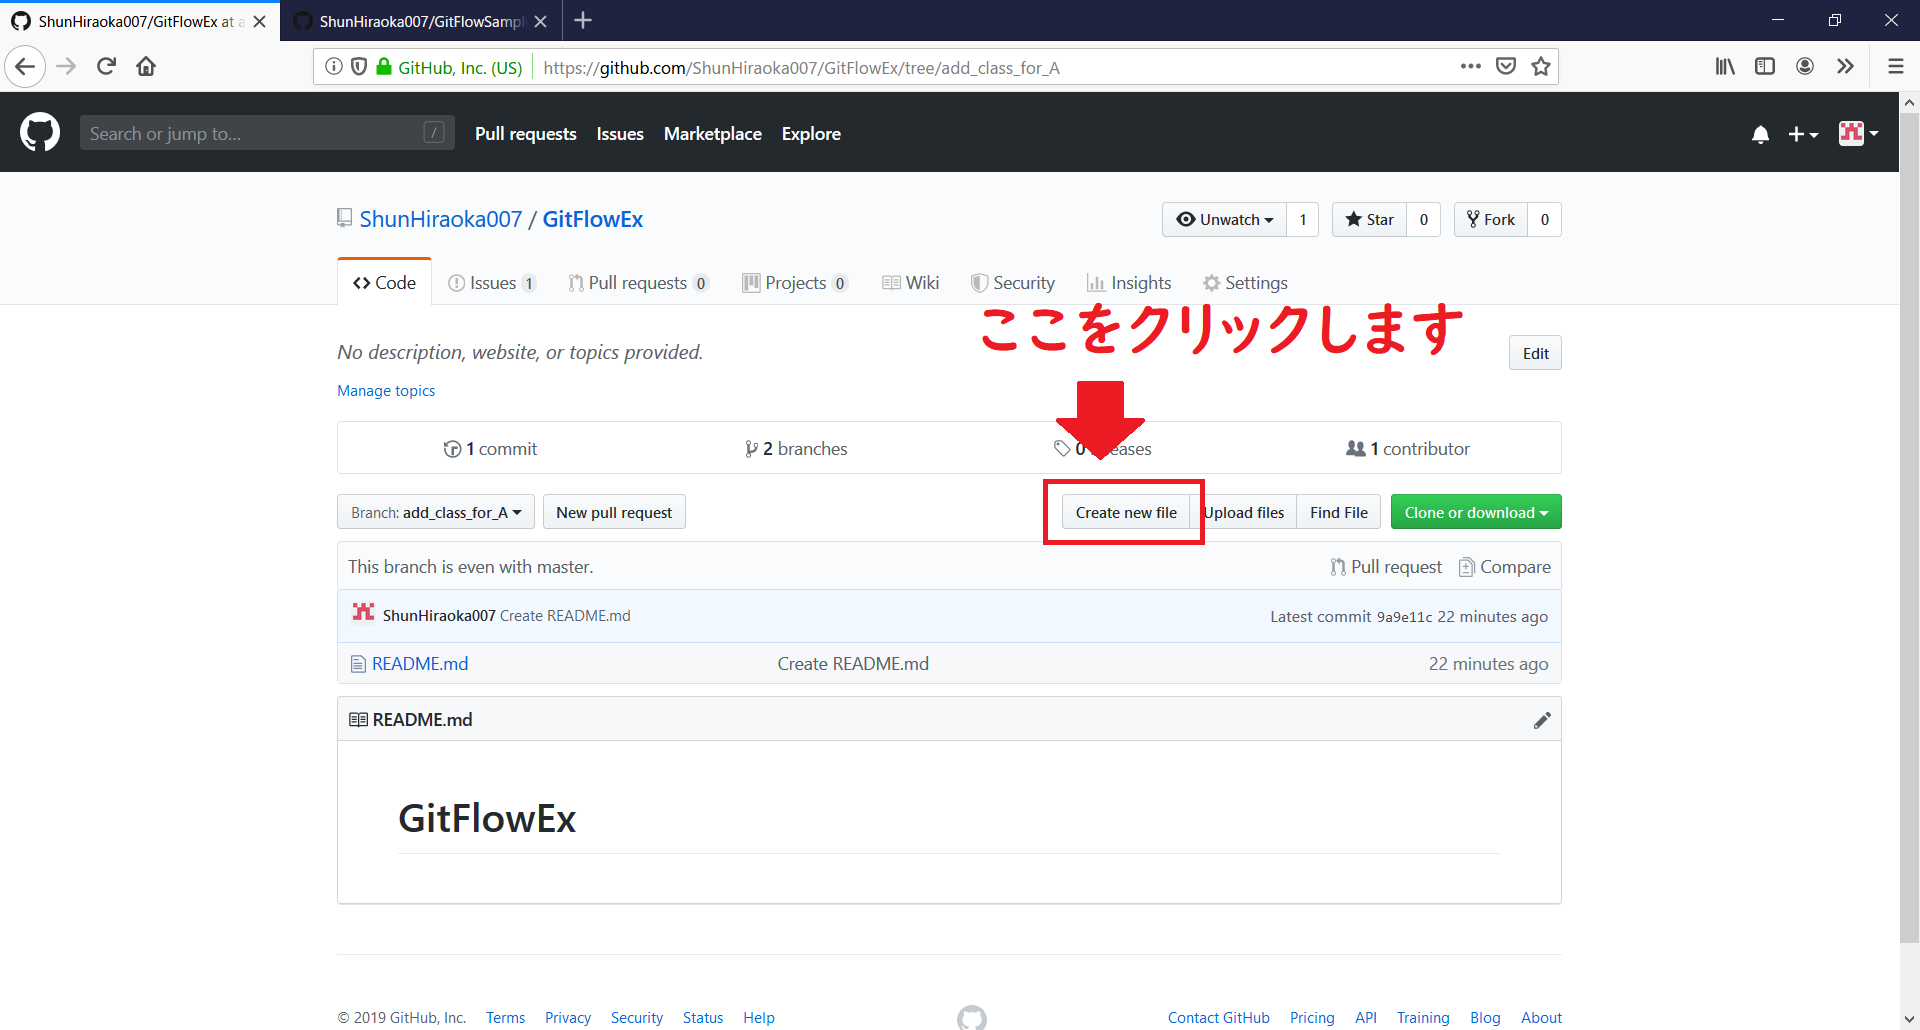 ShunHiraoka007/GitFlowEx at a
ShunHiraoka007/GitFlowSampl
GitHub, Inc. (US) https://github.com/ShunHiraoka007/GitFlowEx/tree/add_class_for_A
Search or jump to... / Pull requests Issues Marketplace Explore
ShunHiraoka007 / GitFlowEx Unwatch 1 Star 0 Fork 0
Code Issues 1 Pull requests 0 Projects 0 Wiki Security Insights Settings
ここをクリックします
No description, website, or topics provided. Edit
Manage topics
1 commit 2 branches 0 eases 1 contributor
Branch: add_class_for_A New pull request Create new file Upload files Find File Clone or download
This branch is even with master. Pull request Compare
ShunHiraoka007 Create README.md Latest commit 9a9e11c 22 minutes ago
README.md Create README.md 22 minutes ago
README.md
GitFlowEx
© 2019 GitHub, Inc. Terms Privacy Security Status Help Contact GitHub Pricing API Training Blog About